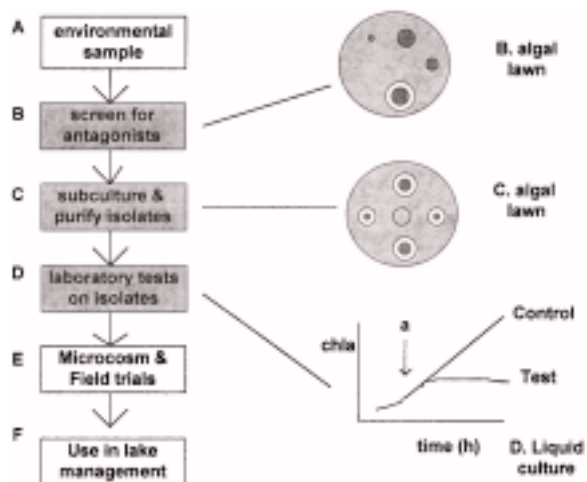 A
environmental
sample
B
screen for
antagonists
C
subculture &
purify isolates
D
laboratory tests
on isolates
E
Microcosm &
Field trials
F
Use in lake
management
B. algal
lawn
C. algal
lawn
a
chla
Control
Test
time (h)
D. Liquid
culture